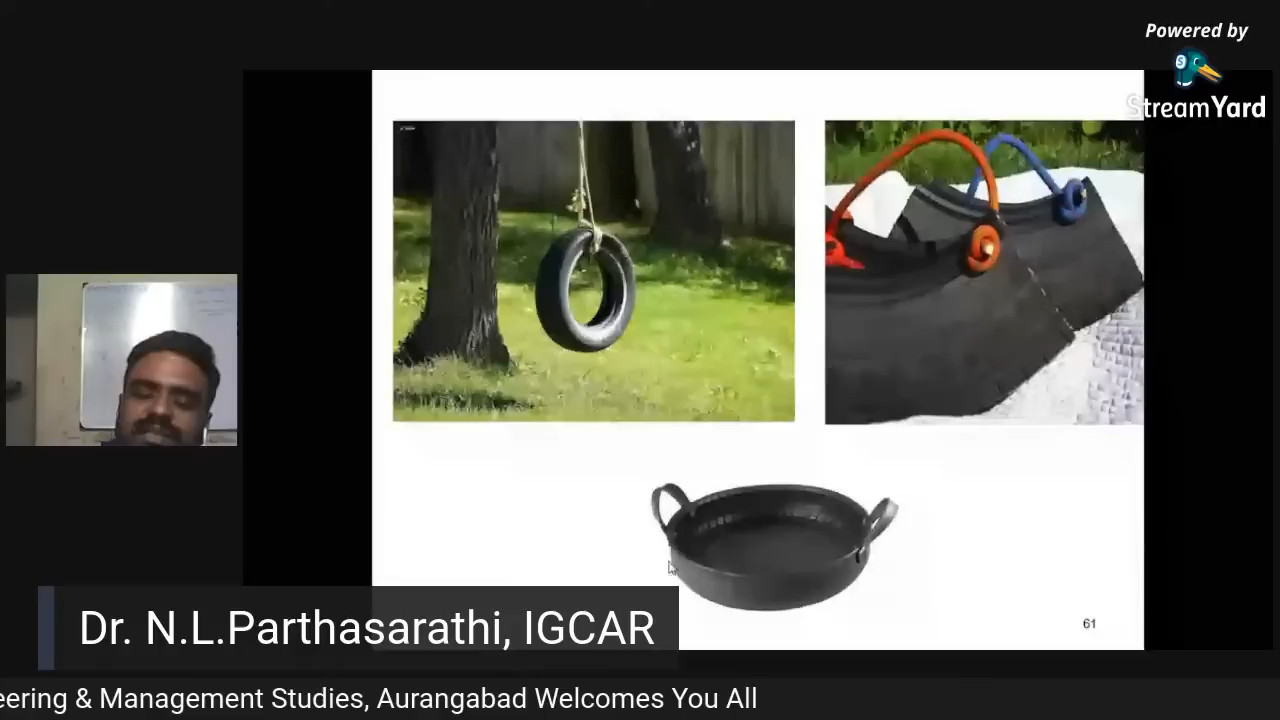 Powered by
StreamYard
61
Dr. N.L.Parthasarathi, IGCAR
eering & Management Studies, Aurangabad Welcomes You All